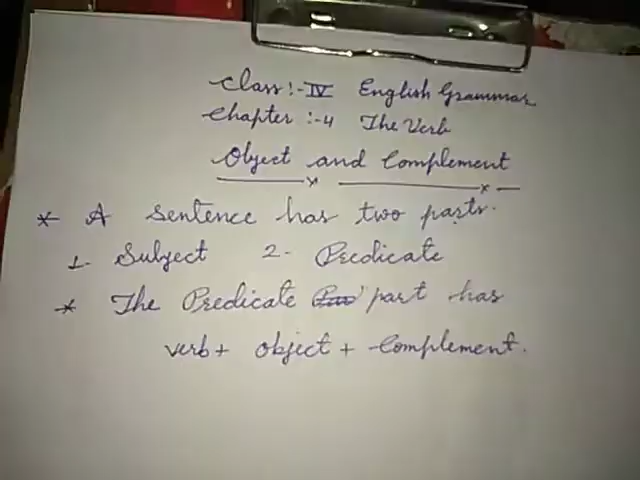 Class :- IV English Grammar
Chapter :- 4 The Verb
Object and Complement
* A sentence has two parts.
1- Subject 2- Predicate
* The Predicate part has
verb + object + Complement.